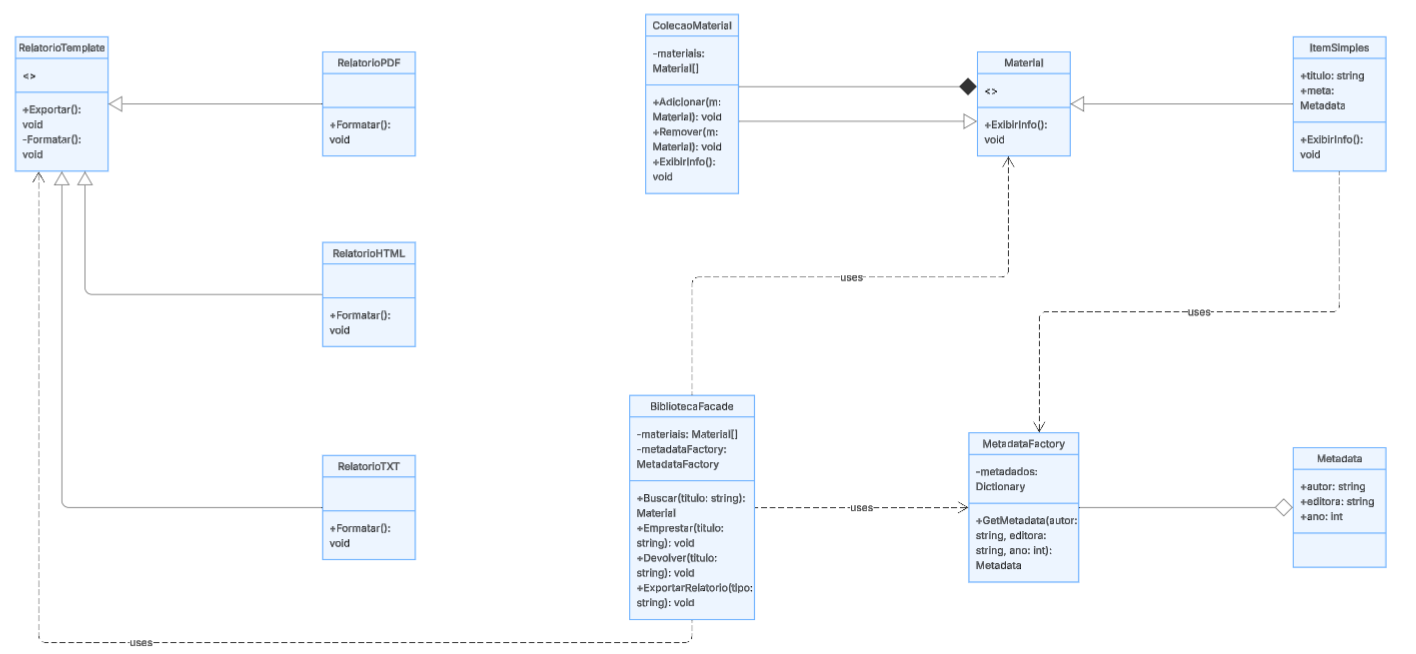 RelatorioTemplate
<>
+Exportar():
void
-Formatar():
void
RelatorioPDF
+Formatar():
void
ColecaoMaterial
-materiais:
Material[]
+Adicionar(m:
Material): void
+Remover(m:
Material): void
+ExibirInfo():
void
Material
<>
+ExibirInfo():
void
ItemSimples
+titulo: string
+meta:
Metadata
+ExibirInfo():
void
RelatorioHTML
+Formatar():
void
uses
uses
RelatorioTXT
+Formatar():
void
BibliotecaFacade
-materiais: Material[]
-metadataFactory:
MetadataFactory
+Buscar(titulo: string):
Material
+Emprestar(titulo:
string): void
+Devolver(titulo:
string): void
+ExportarRelatorio(tipo:
string): void
uses
MetadataFactory
-metadados:
Dictionary
+GetMetadata(autor:
string, editora:
string, ano: int):
Metadata
Metadata
+autor: string
+editora: string
+ano: int
uses